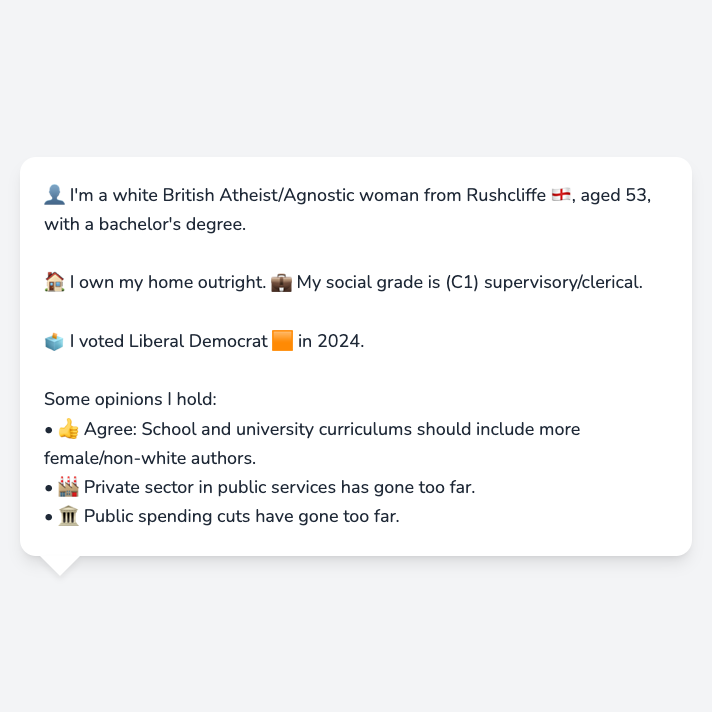 👤 I'm a white British Atheist/Agnostic woman from Rushcliffe 🏴󠁧󠁢󠁥󠁮󠁧󠁿, aged 53,
with a bachelor's degree.
🏠 I own my home outright. 💼 My social grade is (C1) supervisory/clerical.
🗳️ I voted Liberal Democrat 🟧 in 2024.
Some opinions I hold:
• 👍 Agree: School and university curriculums should include more
female/non-white authors.
• 🏭 Private sector in public services has gone too far.
• 🏛️ Public spending cuts have gone too far.